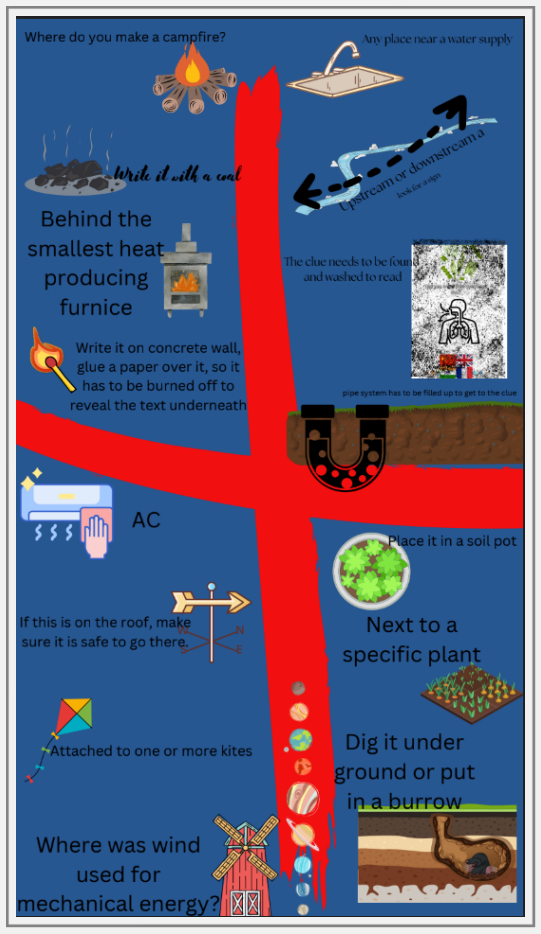 Where do you make a campfire?
Any place near a water supply
Write it with a coal
Upstream or downstream a
look for a sign
Behind the
smallest heat
producing
furnice
The clue needs to be found
and washed to read
Write it on concrete wall,
glue a paper over it, so it
has to be burned off to
reveal the text underneath
pipe system has to be filled up to get to the clue
AC
Place it in a soil pot
If this is on the roof, make
sure it is safe to go there.
N
E
Next to a
specific plant
Attached to one or more kites
Dig it under
ground or put
in a burrow
Where was wind
used for
mechanical energy?